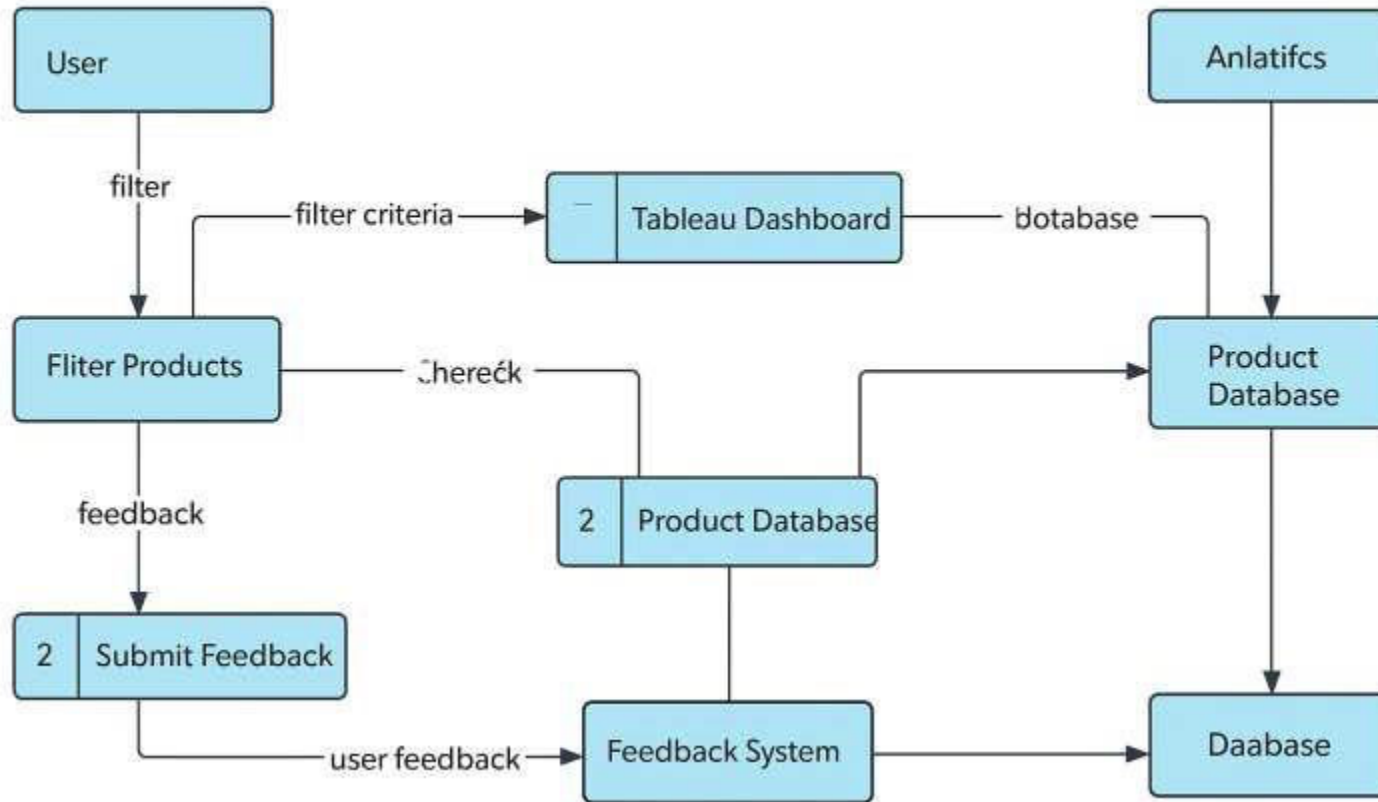 User
Anlatifcs
filter
filter criteria
Tableau Dashboard
botabase
Fliter Products
Product
Database
feedback
2
Product Database
2
Submit Feedback
user feedback
Feedback System
Daabase